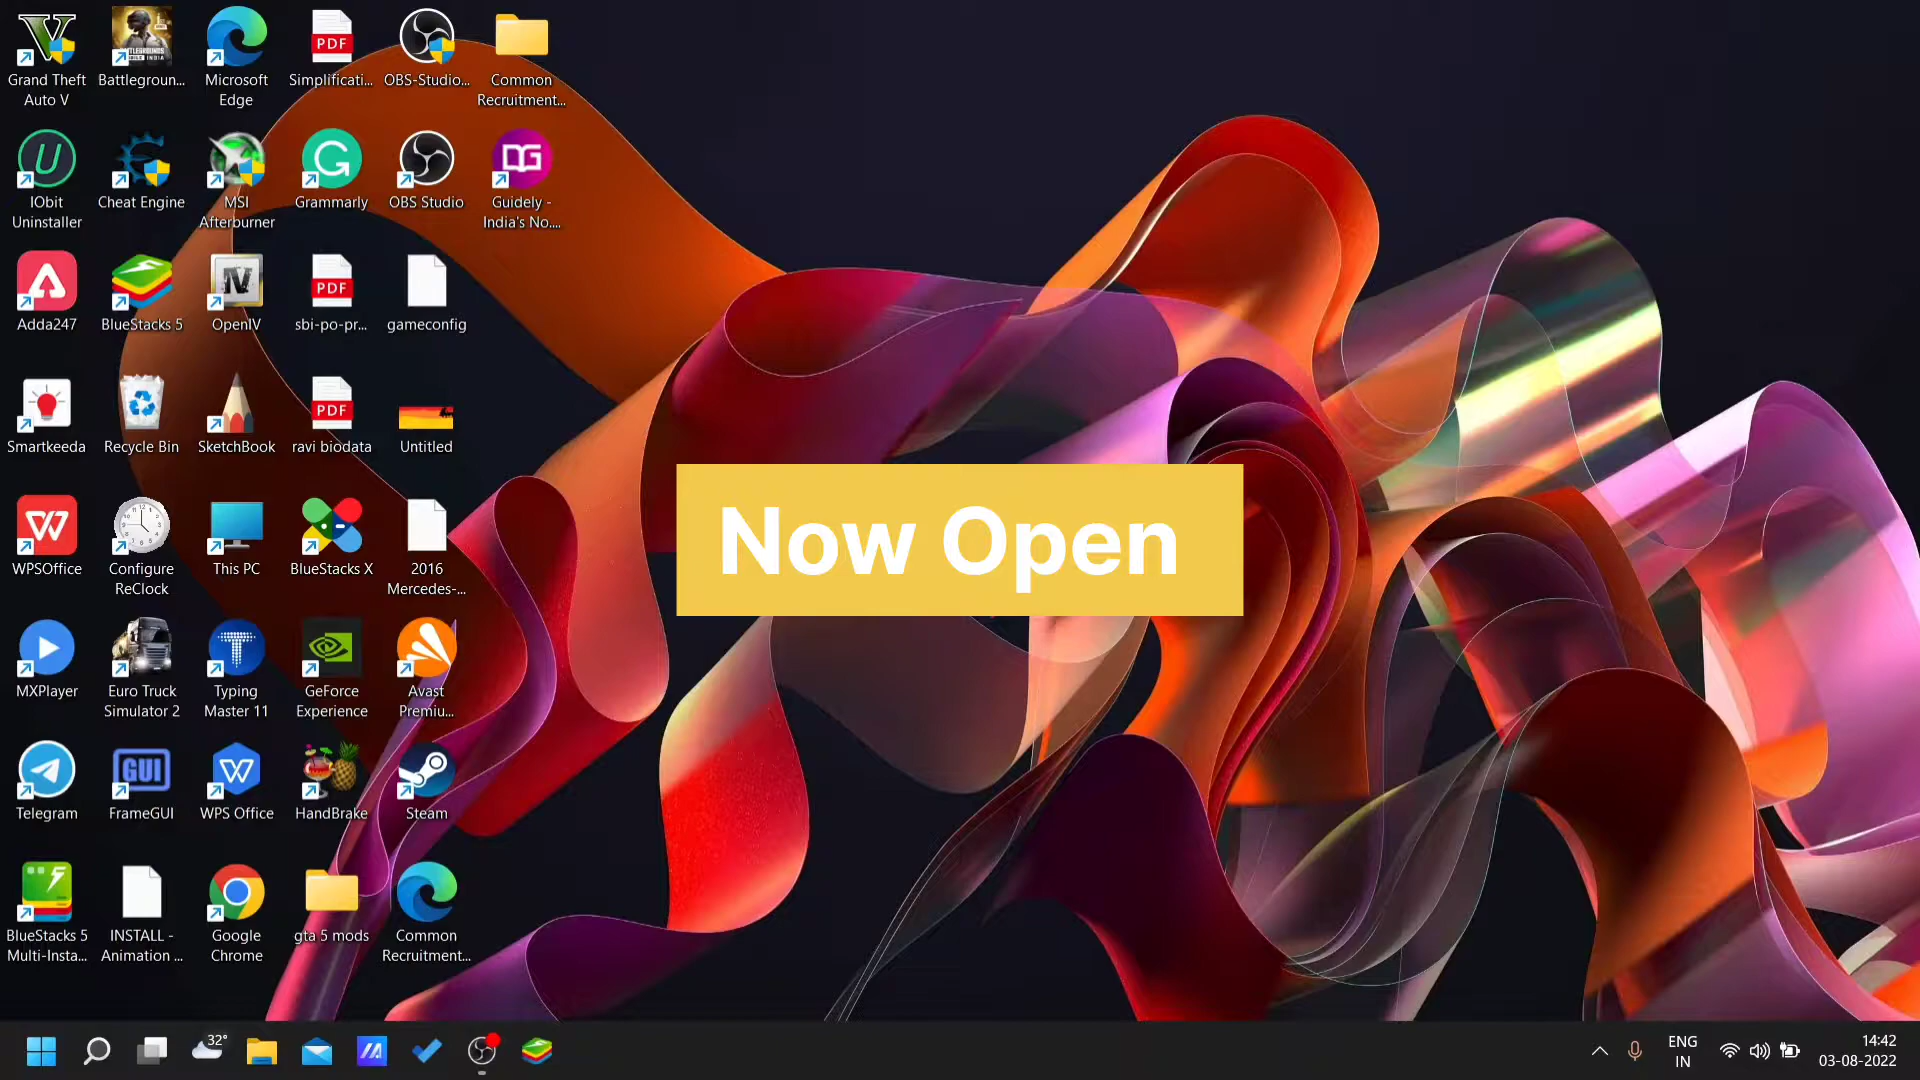 Grand Theft
Auto V
Battlegroun...
Microsoft
Edge
PDF
Simplificati...
OBS-Studio...
Common
Recruitment...
IObit
Uninstaller
Cheat Engine
MSI
Afterburner
Grammarly
OBS Studio
Guidely -
India's No....
Adda247
BlueStacks 5
OpenIV
PDF
sbi-po-pr...
gameconfig
Smartkeeda
Recycle Bin
SketchBook
PDF
ravi biodata
Untitled
Now Open
WPSOffice
Configure
ReClock
This PC
BlueStacks X
2016
Mercedes-...
MXPlayer
Euro Truck
Simulator 2
Typing
Master 11
GeForce
Experience
Avast
Premiu...
Telegram
GUI
FrameGUI
WPS Office
HandBrake
Steam
BlueStacks 5
Multi-Insta...
INSTALL -
Animation ...
Google
Chrome
gta 5 mods
Common
Recruitment...
32°
ENG
IN
14:42
03-08-2022